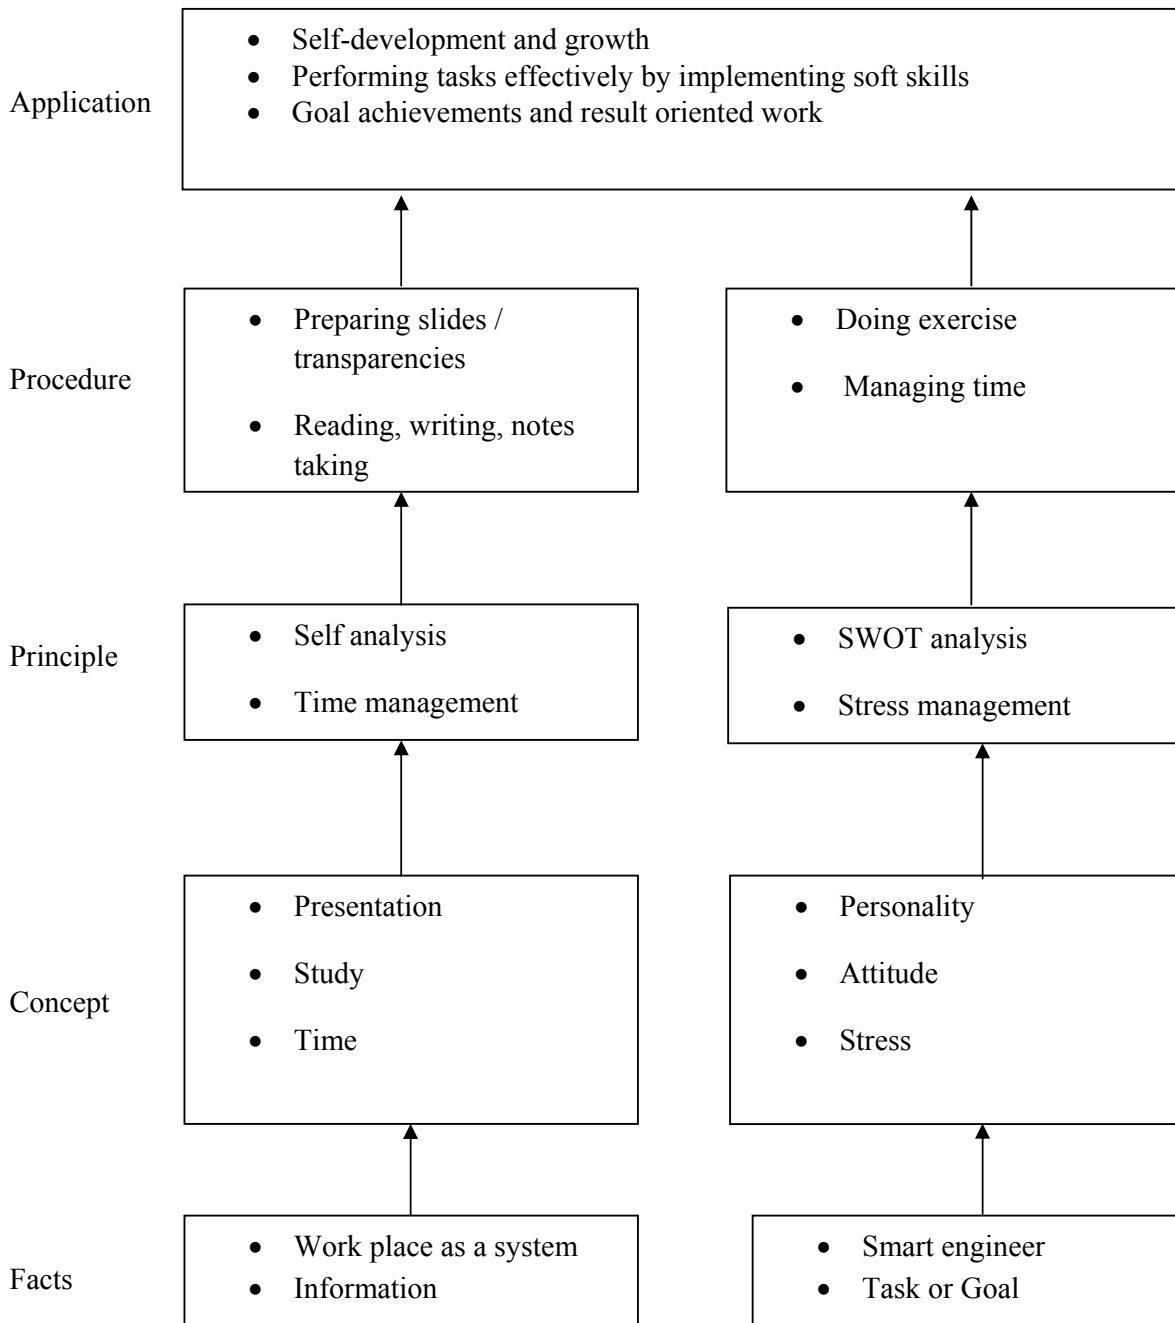 Application
• Self-development and growth
• Performing tasks effectively by implementing soft skills
• Goal achievements and result oriented work
Procedure
• Preparing slides /
transparencies
• Reading, writing, notes
taking
• Doing exercise
• Managing time
Principle
• Self analysis
• Time management
• SWOT analysis
• Stress management
Concept
• Presentation
• Study
• Time
• Personality
• Attitude
• Stress
Facts
• Work place as a system
• Information
• Smart engineer
• Task or Goal